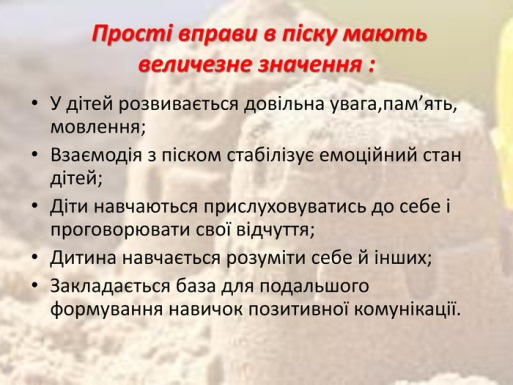 Прості вправи в піску мають
величезне значення :
• У дітей розвивається довільна увага,пам’ять,
мовлення;
• Взаємодія з піском стабілізує емоційний стан
дітей;
• Діти навчаються прислуховуватись до себе і
проговорювати свої відчуття;
• Дитина навчається розуміти себе й інших;
• Закладається база для подальшого
формування навичок позитивної комунікації.